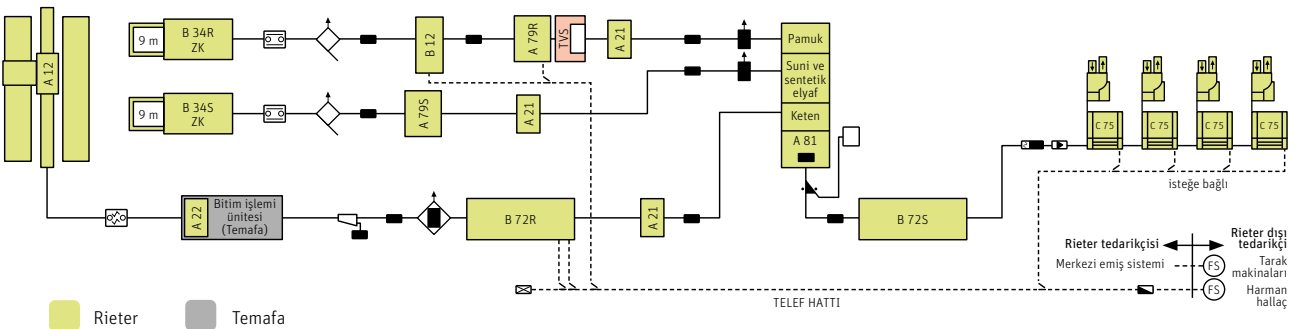 A 12
9 m
B 34R
ZK
B 12
A 79R
TVS
A 21
Pamuk
Suni ve
sentetik
elyaf
Keten
A 81
9 m
B 34S
ZK
A 79S
A 21
C 75
C 75
C 75
C 75
isteğe bağlı
A 22
Bitim işlemi
ünitesi
(Temafa)
B 72R
A 21
B 72S
Rieter tedarikçisi
Rieter dışı
tedarikçi
Merkezi emiş sistemi
FS
Tarak
makinaları
FS
Harman
hallaç
TELEF HATTI
Rieter
Temafa